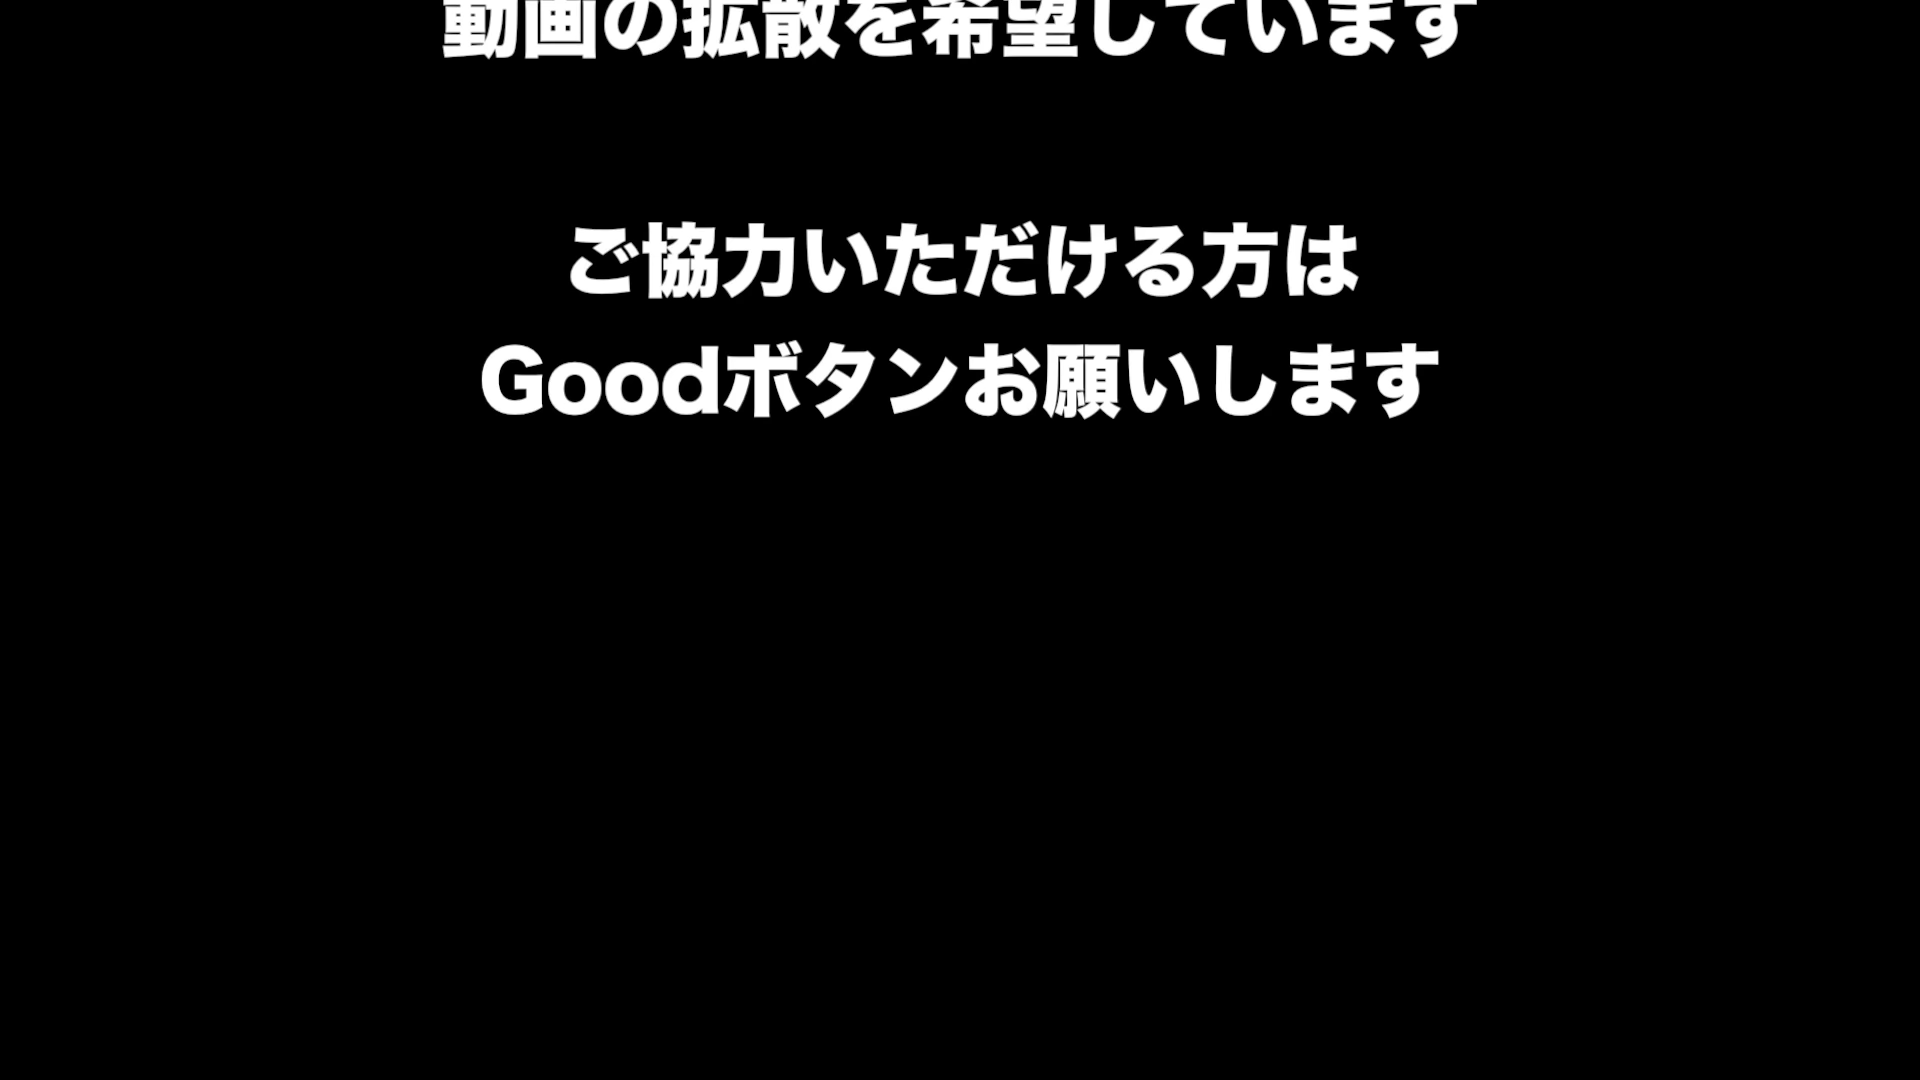 動画の拡散を希望しています
ご協力いただける方は
Goodボタンお願いします